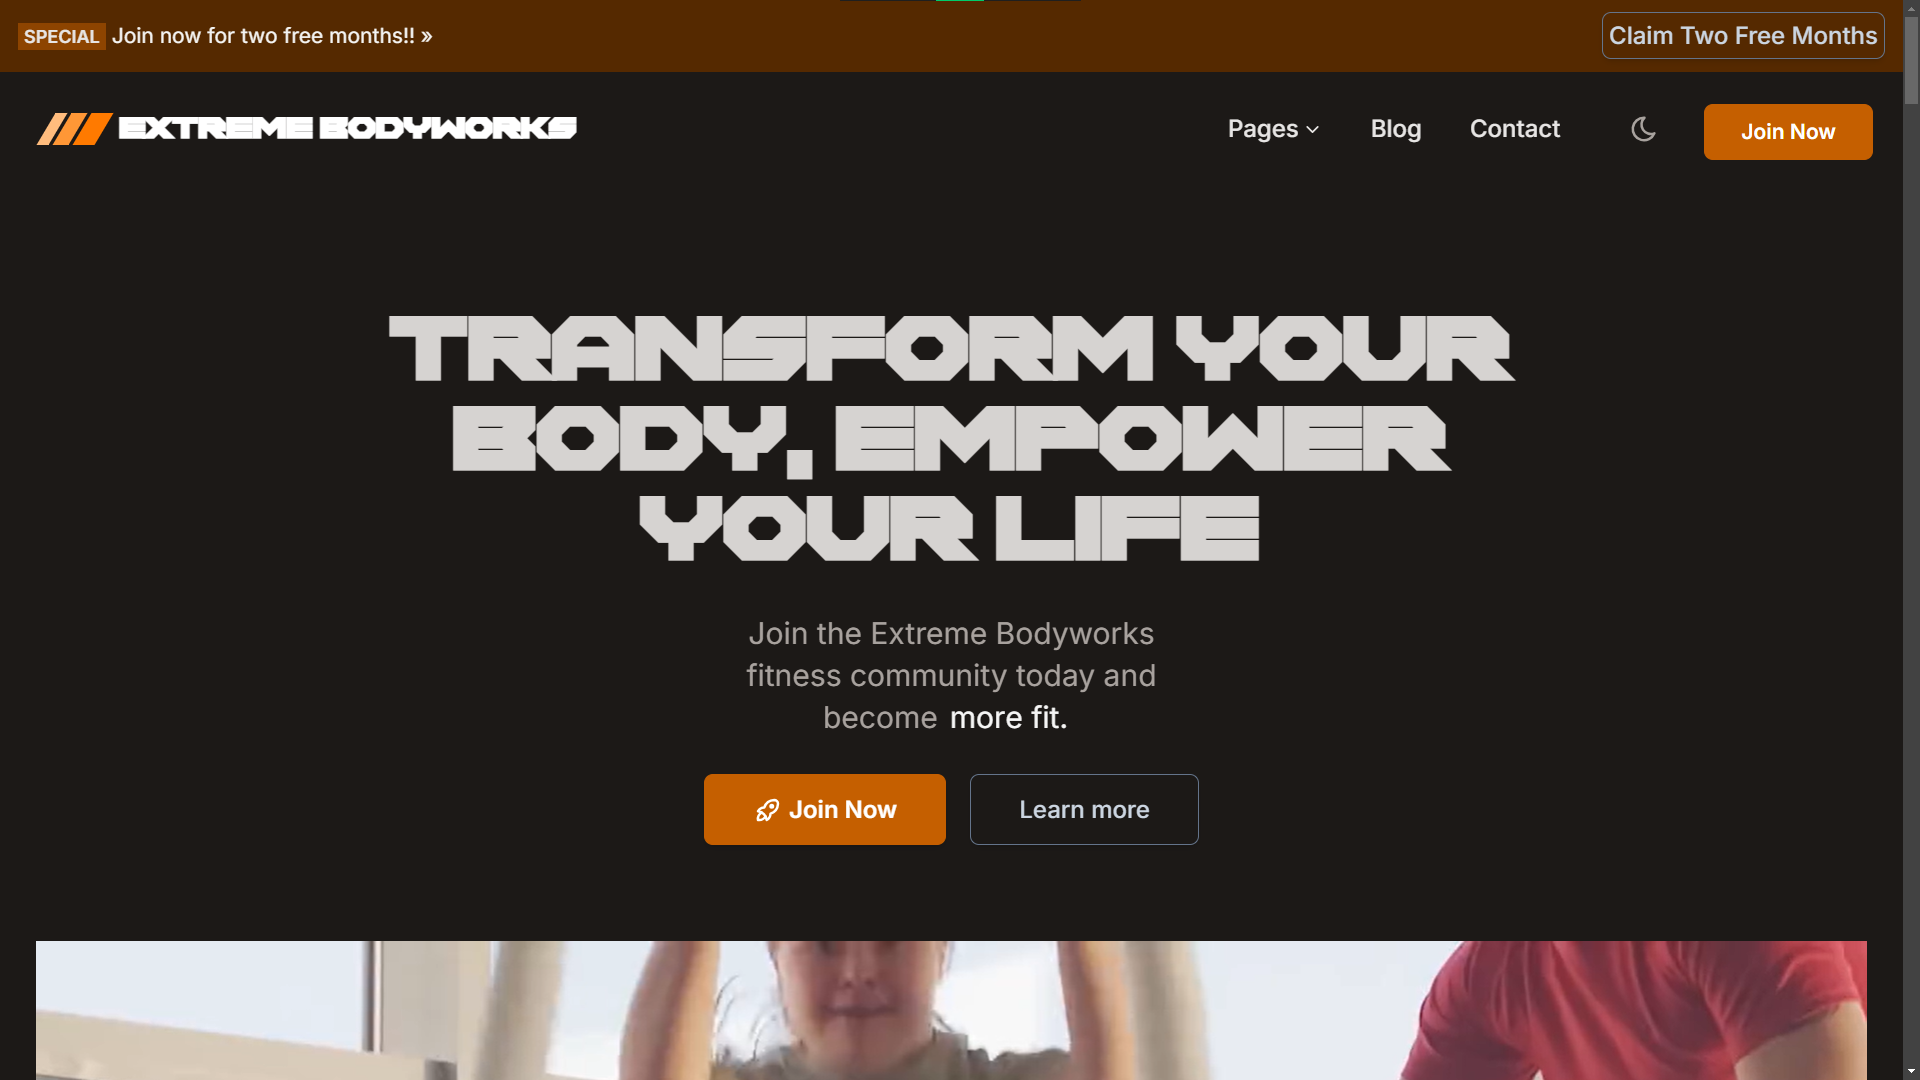 SPECIAL Join now for two free months!! »
Claim Two Free Months
EXTREME BODYWORKS
Pages
Blog
Contact
Join Now
TRANSFORM YOUR
BODY, EMPOWER
YOUR LIFE
Join the Extreme Bodyworks
fitness community today and
become more fit.
Join Now
Learn more